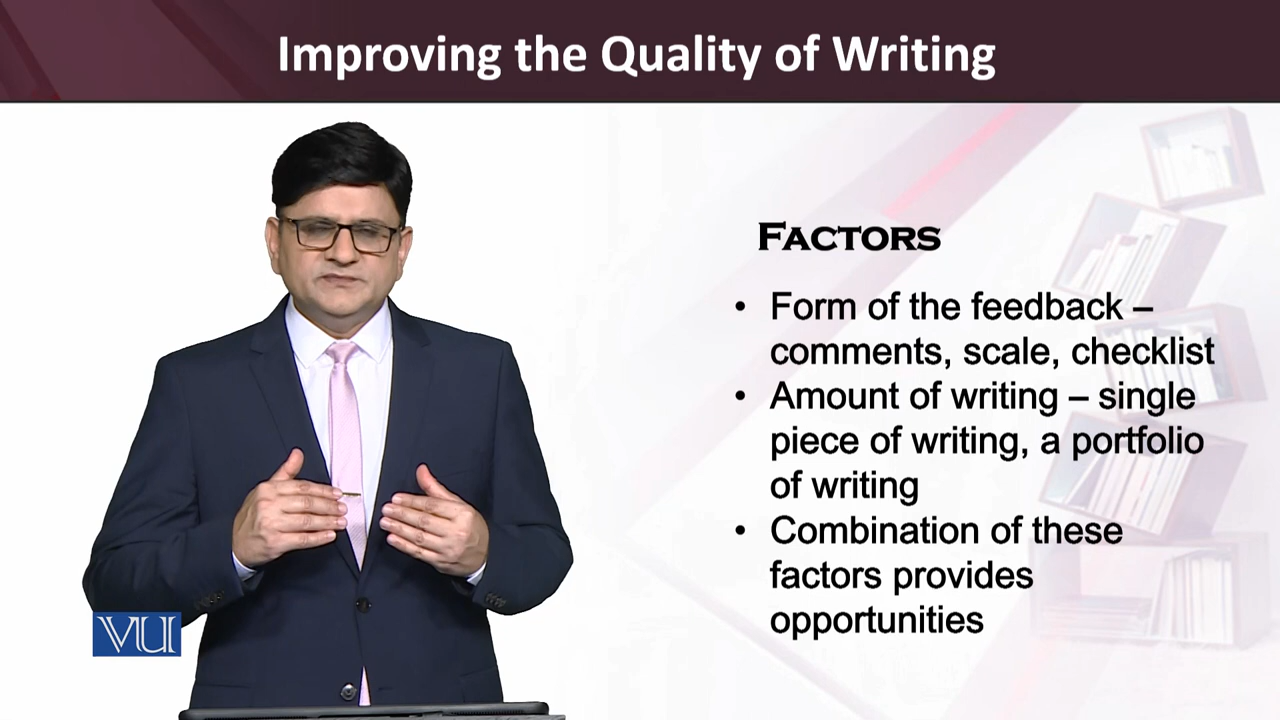 Improving the Quality of Writing
FACTORS
• Form of the feedback –
comments, scale, checklist
• Amount of writing – single
piece of writing, a portfolio
of writing
• Combination of these
factors provides
opportunities
VU